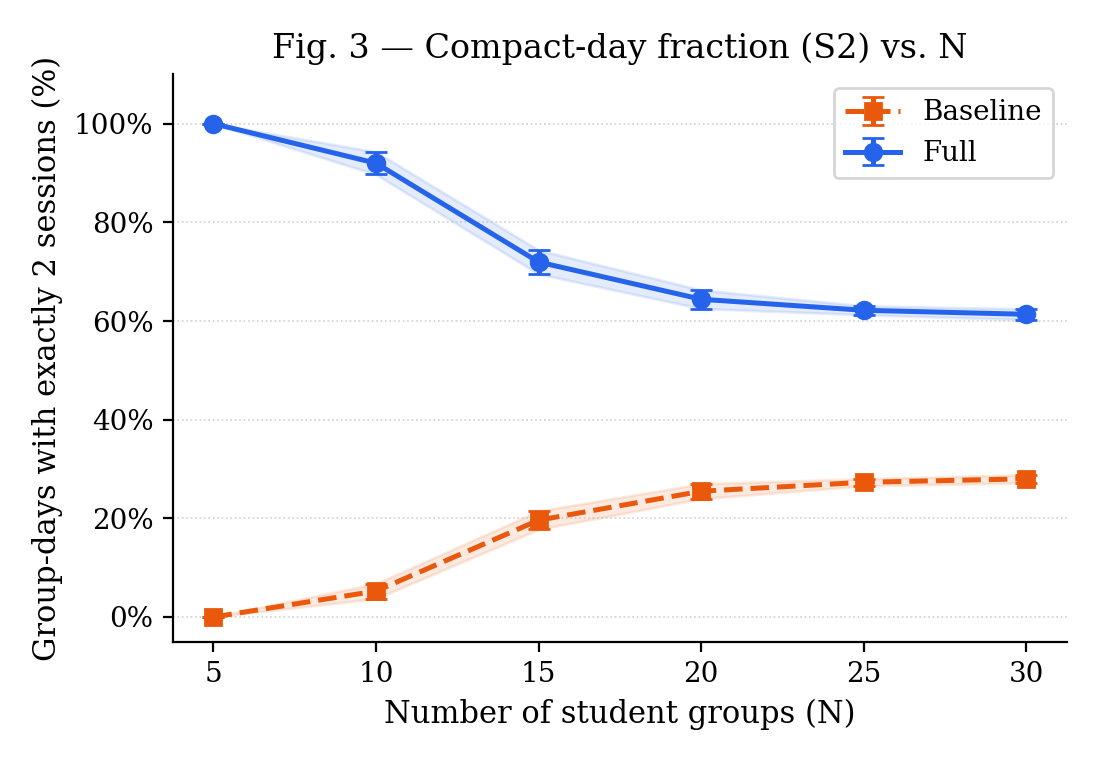 Fig. 3 — Compact-day fraction (S2) vs. N
Group-days with exactly 2 sessions (%)
100%
80%
60%
40%
20%
0%
Baseline
Full
5 10 15 20 25 30
Number of student groups (N)